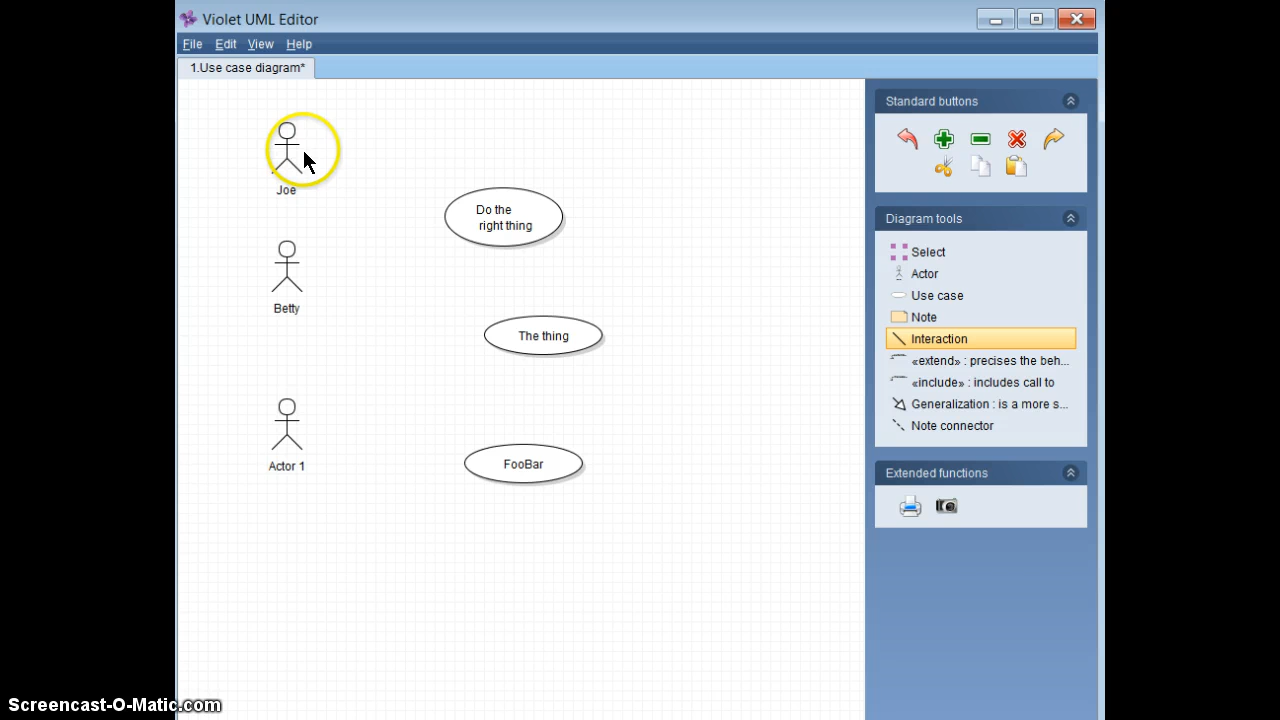 Violet UML Editor
File Edit View Help
1.Use case diagram*
Joe
Betty
Actor 1
Do the
right thing
The thing
FooBar
Standard buttons
Diagram tools
Select
Actor
Use case
Note
Interaction
«extend» : precises the beh...
«include» : includes call to
Generalization : is a more s...
Note connector
Extended functions
Screencast-O-Matic.com